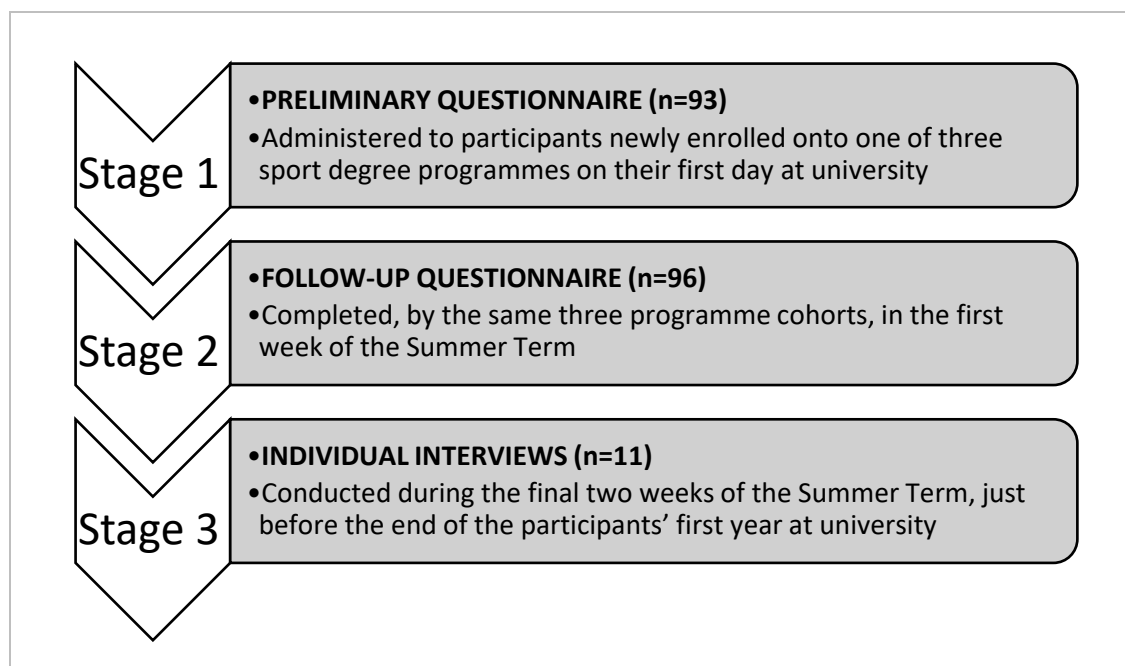 Stage 1
•PRELIMINARY QUESTIONNAIRE (n=93)
•Administered to participants newly enrolled onto one of three
sport degree programmes on their first day at university
Stage 2
•FOLLOW-UP QUESTIONNAIRE (n=96)
•Completed, by the same three programme cohorts, in the first
week of the Summer Term
Stage 3
•INDIVIDUAL INTERVIEWS (n=11)
•Conducted during the final two weeks of the Summer Term, just
before the end of the participants’ first year at university